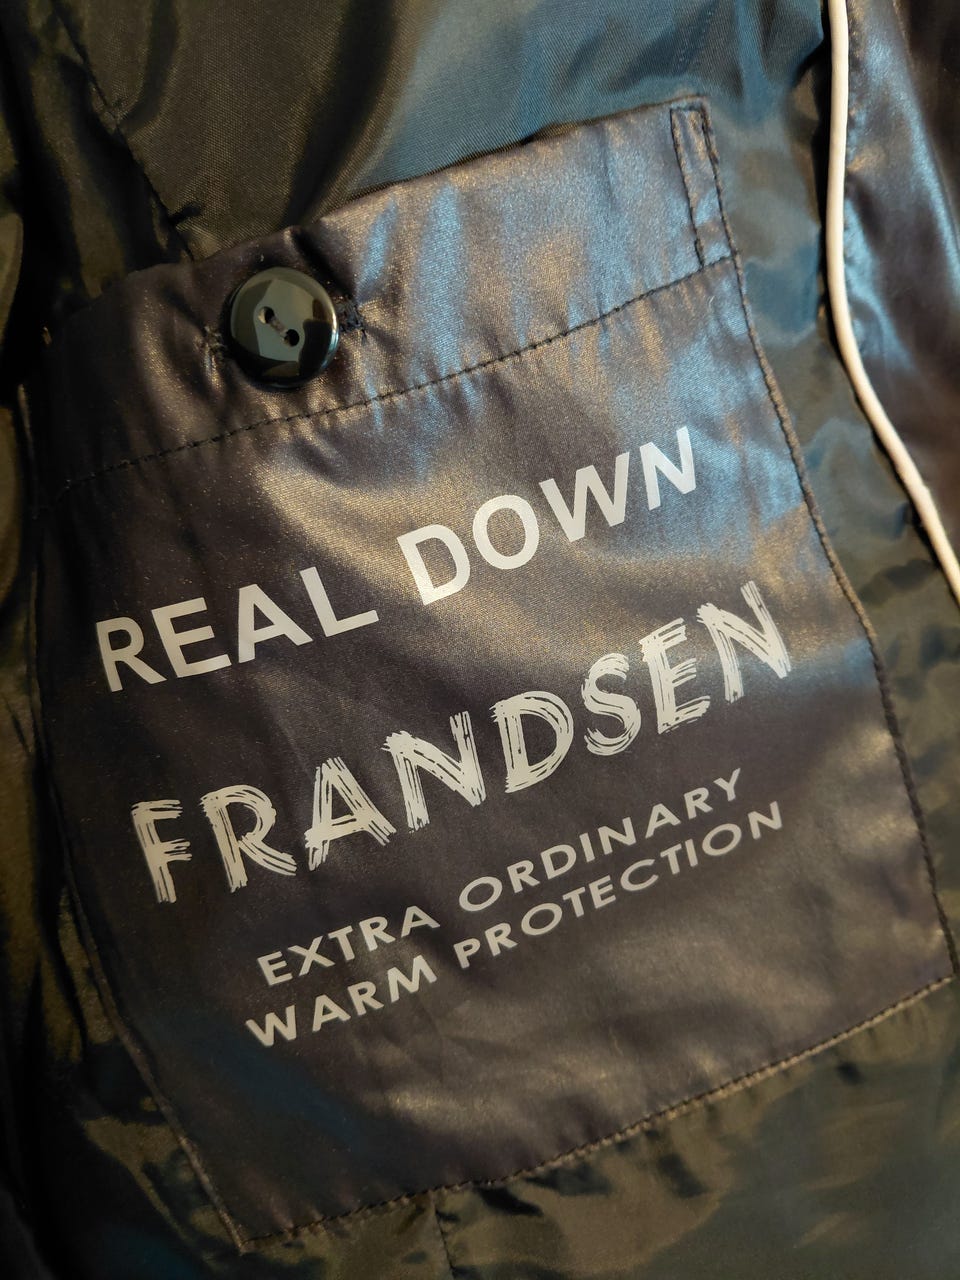 REAL DOWN
FRANDSEN
EXTRA ORDINARY
WARM PROTECTION